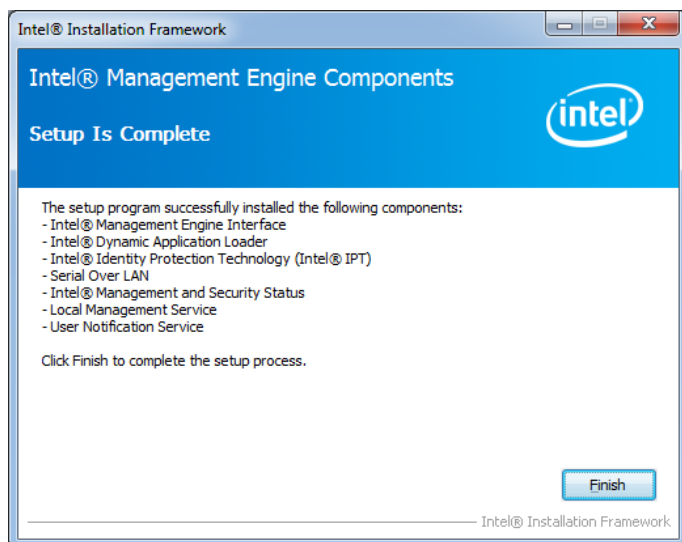 Intel® Installation Framework
Intel® Management Engine Components
Setup Is Complete
intel
The setup program successfully installed the following components:
- Intel® Management Engine Interface
- Intel® Dynamic Application Loader
- Intel® Identity Protection Technology (Intel® IPT)
- Serial Over LAN
- Intel® Management and Security Status
- Local Management Service
- User Notification Service
Click Finish to complete the setup process.
Finish
Intel® Installation Framework